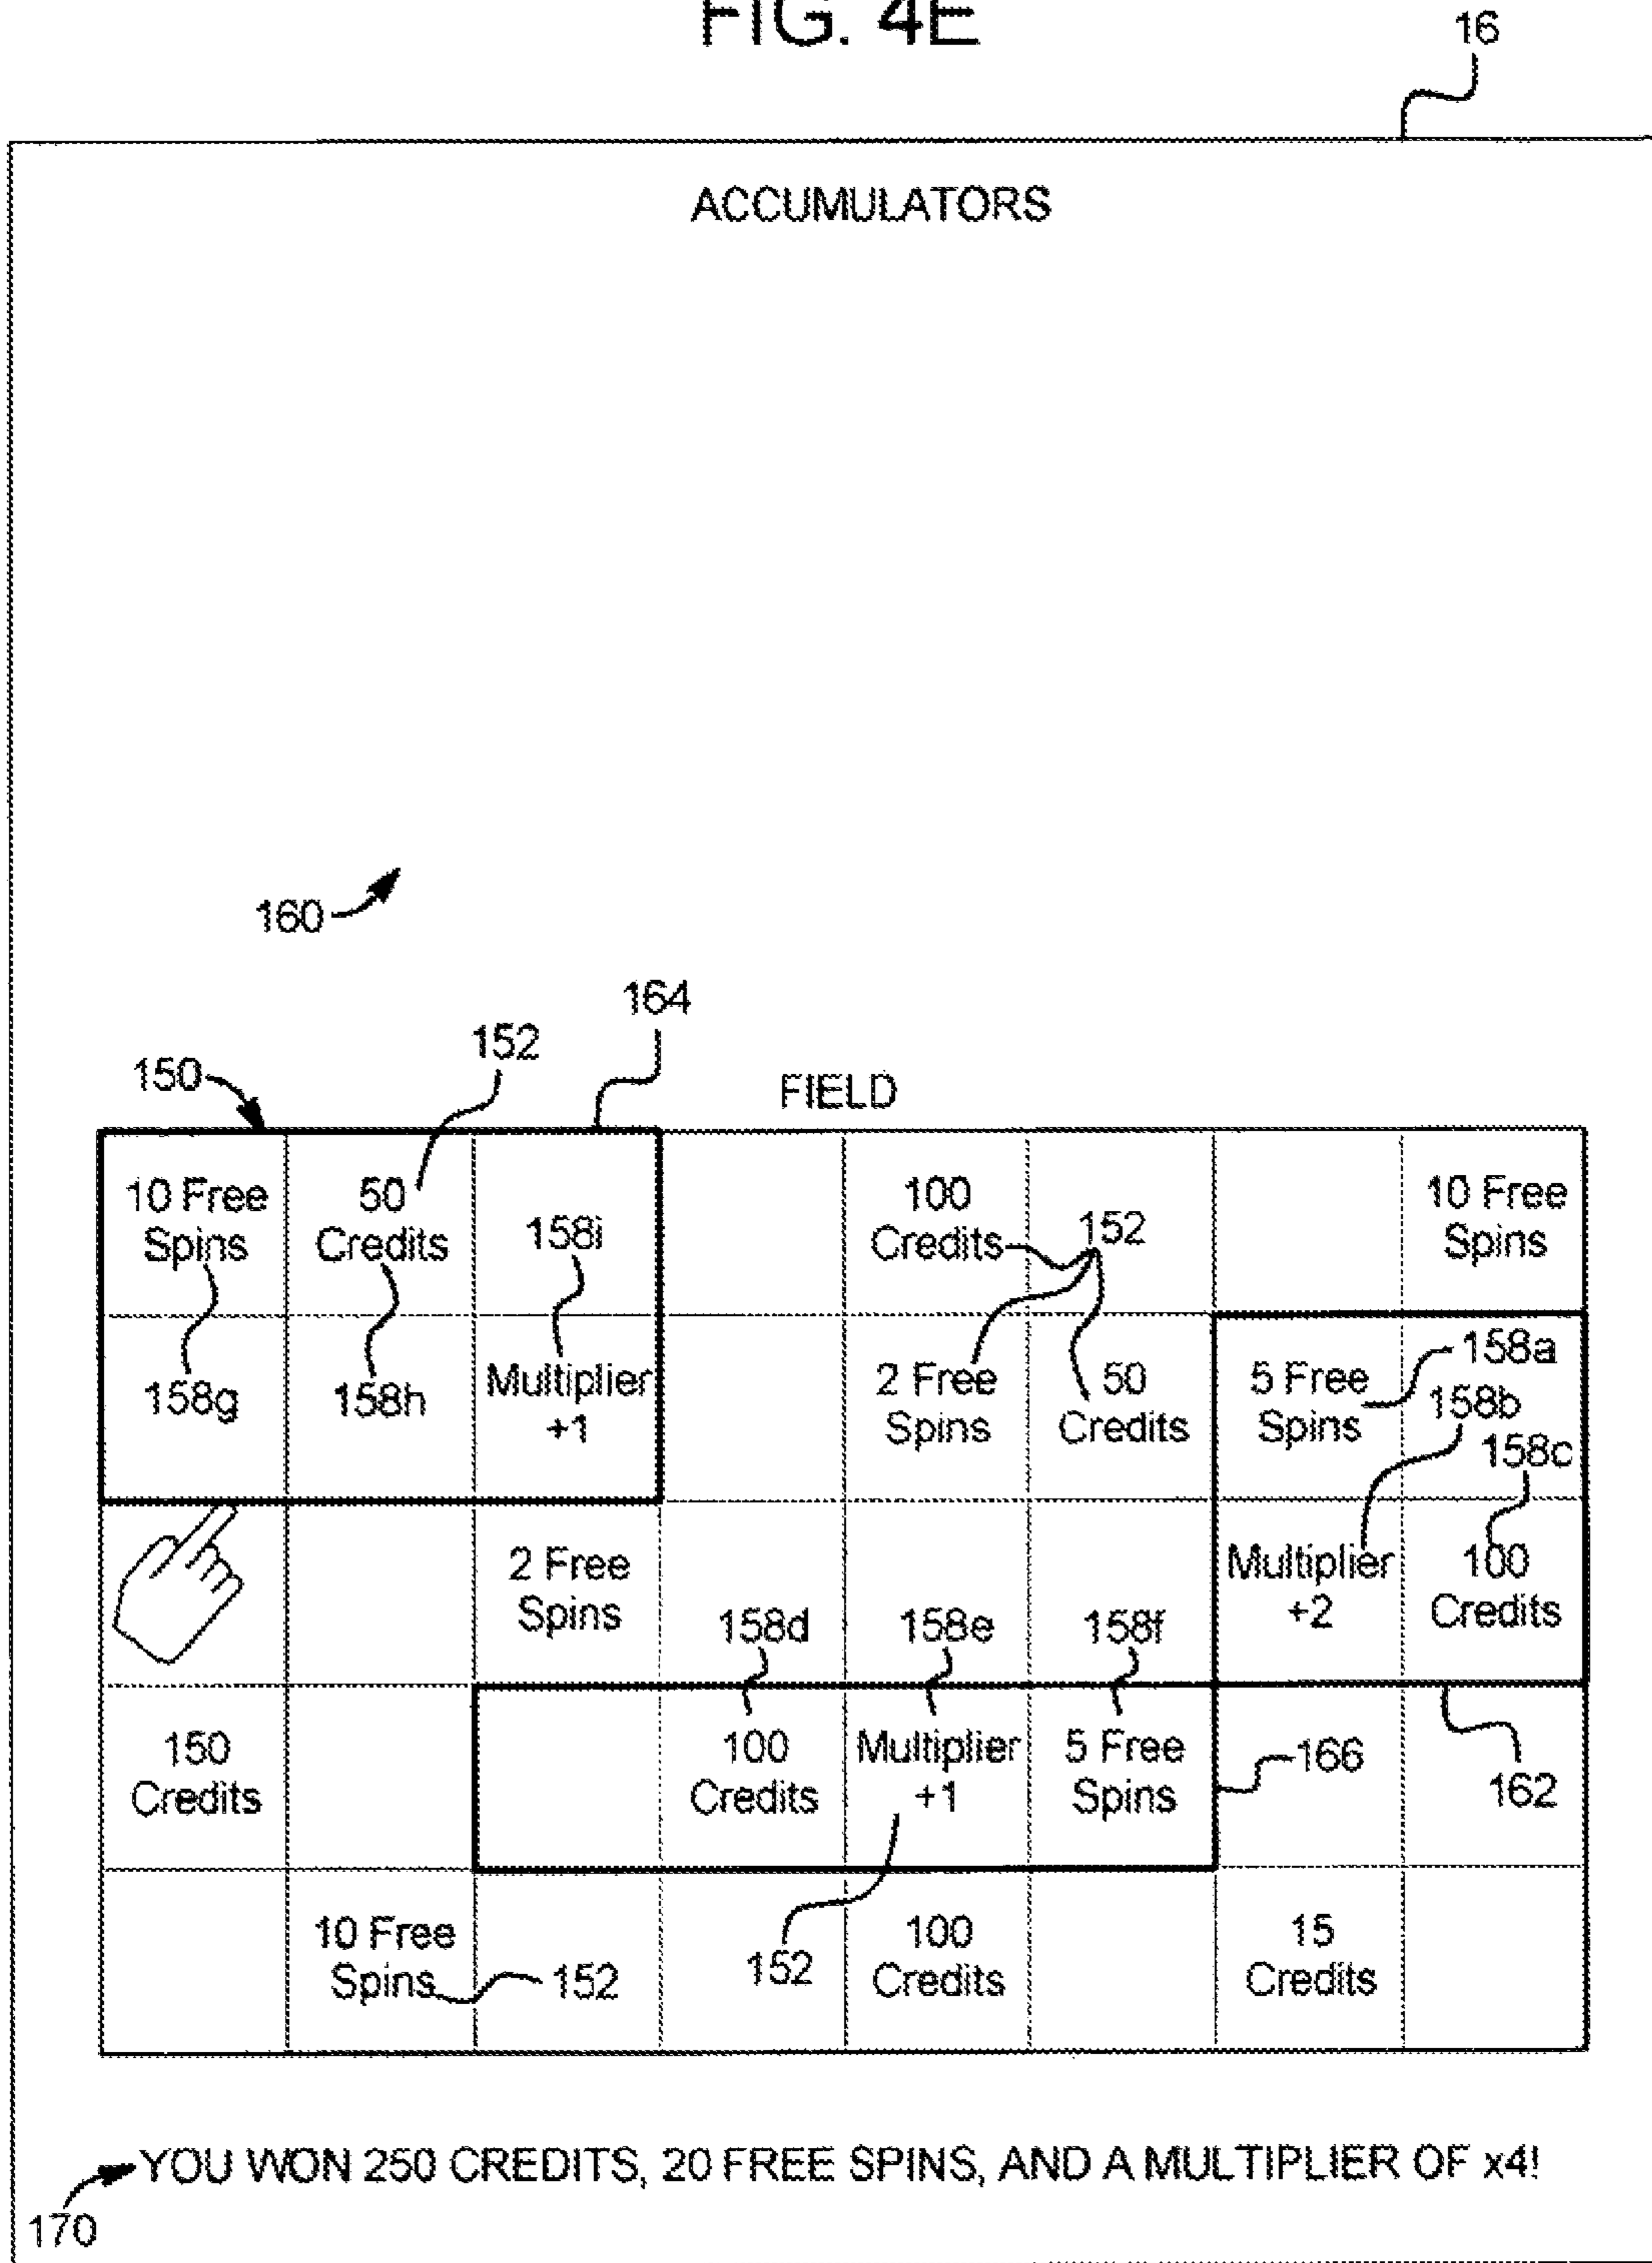 FIG. 4E
16
ACCUMULATORS
160
164
152
150
FIELD
10 Free
Spins
50
Credits
158i
100
Credits
152
10 Free
Spins
158g
158h
Multiplier
+1
2 Free
Spins
50
Credits
5 Free
Spins
158a
158b
158c
2 Free
Spins
158d
158e
158f
Multiplier
+2
100
Credits
150
Credits
100
Credits
Multiplier
+1
5 Free
Spins
166
162
10 Free
Spins
152
152
100
Credits
15
Credits
YOU WON 250 CREDITS, 20 FREE SPINS, AND A MULTIPLIER OF x4!
170